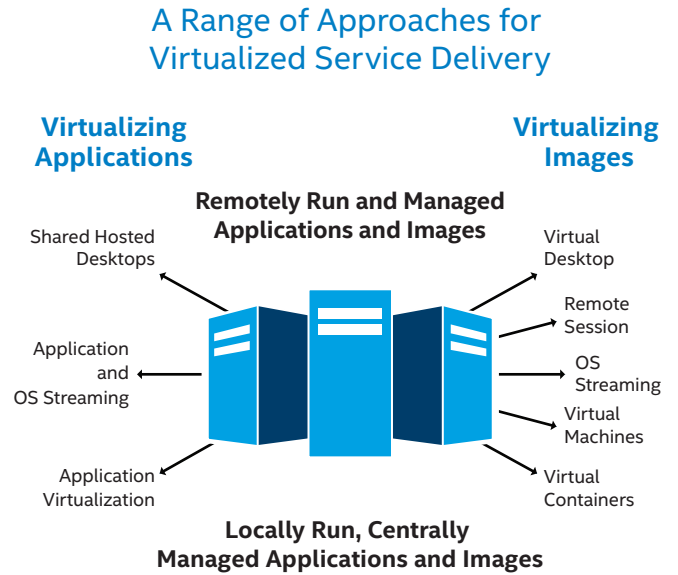 A Range of Approaches for
Virtualized Service Delivery
Virtualizing
Applications
Virtualizing
Images
Remotely Run and Managed
Applications and Images
Shared Hosted
Desktops
Application
and
OS Streaming
Application
Virtualization
Virtual
Desktop
Remote
Session
OS
Streaming
Virtual
Machines
Virtual
Containers
Locally Run, Centrally
Managed Applications and Images